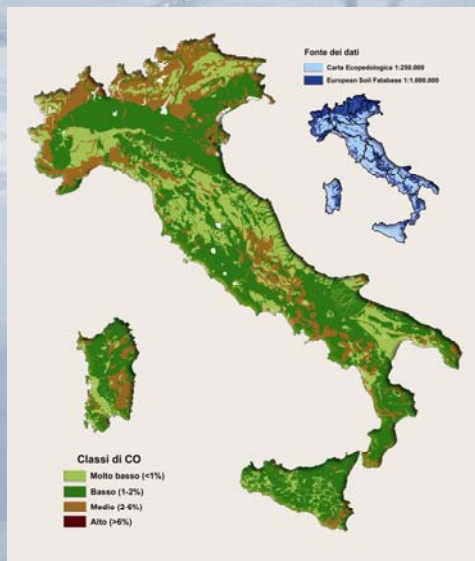 Fonte dei dati
Carta Ecopedologica 1:250.000
European Soil Fatabase 1:1.000.000
Classi di CO
Molto basso (<1%)
Basso (1-2%)
Medio (2-6%)
Alto (>6%)